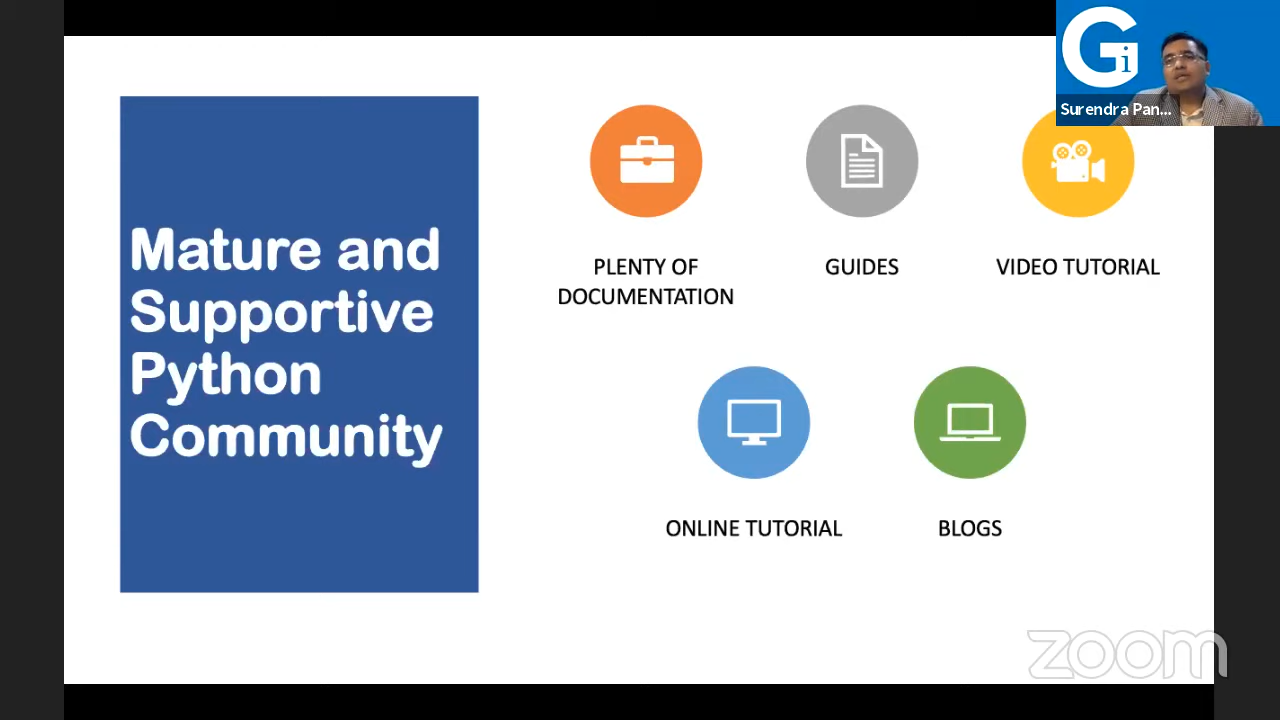 Gi
Surendra Pan...
Mature and
Supportive
Python
Community
PLENTY OF
DOCUMENTATION
GUIDES
VIDEO TUTORIAL
ONLINE TUTORIAL
BLOGS
zoom